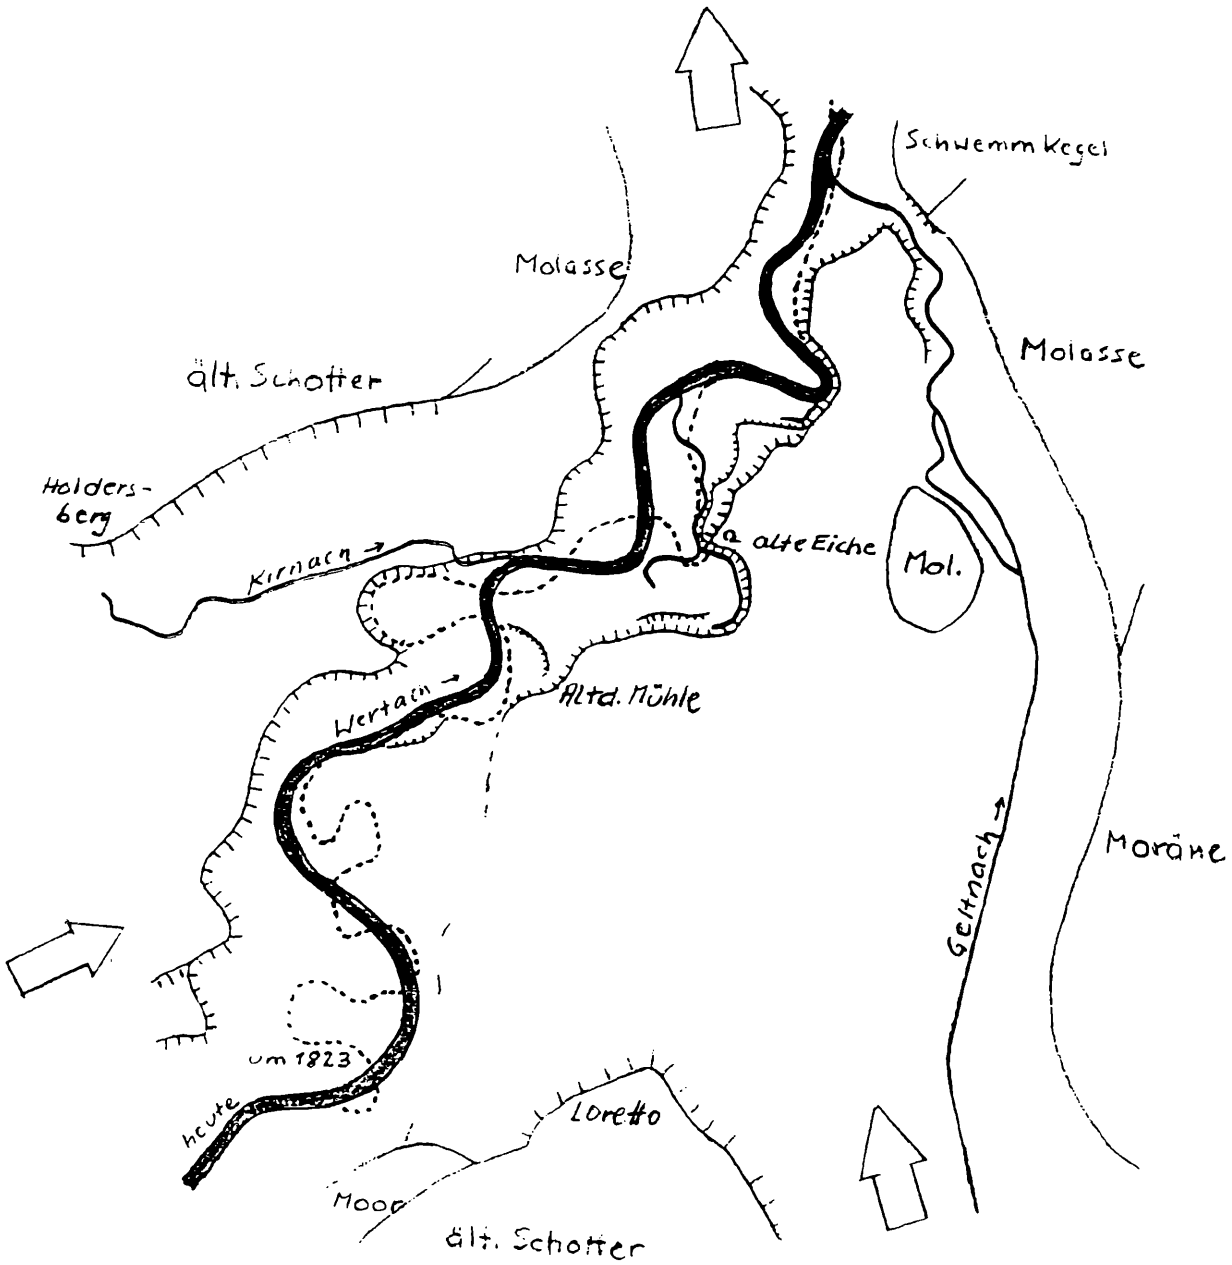 Schwemmkegel
Molasse
Molasse
ält. Schotter
Holders-
berg
Kirnach →
alte Eiche
Mol.
Wertach →
Altd. Mühle
Moräne
Geltnach →
um 1823
heute
Loretto
Moor
ält. Schotter